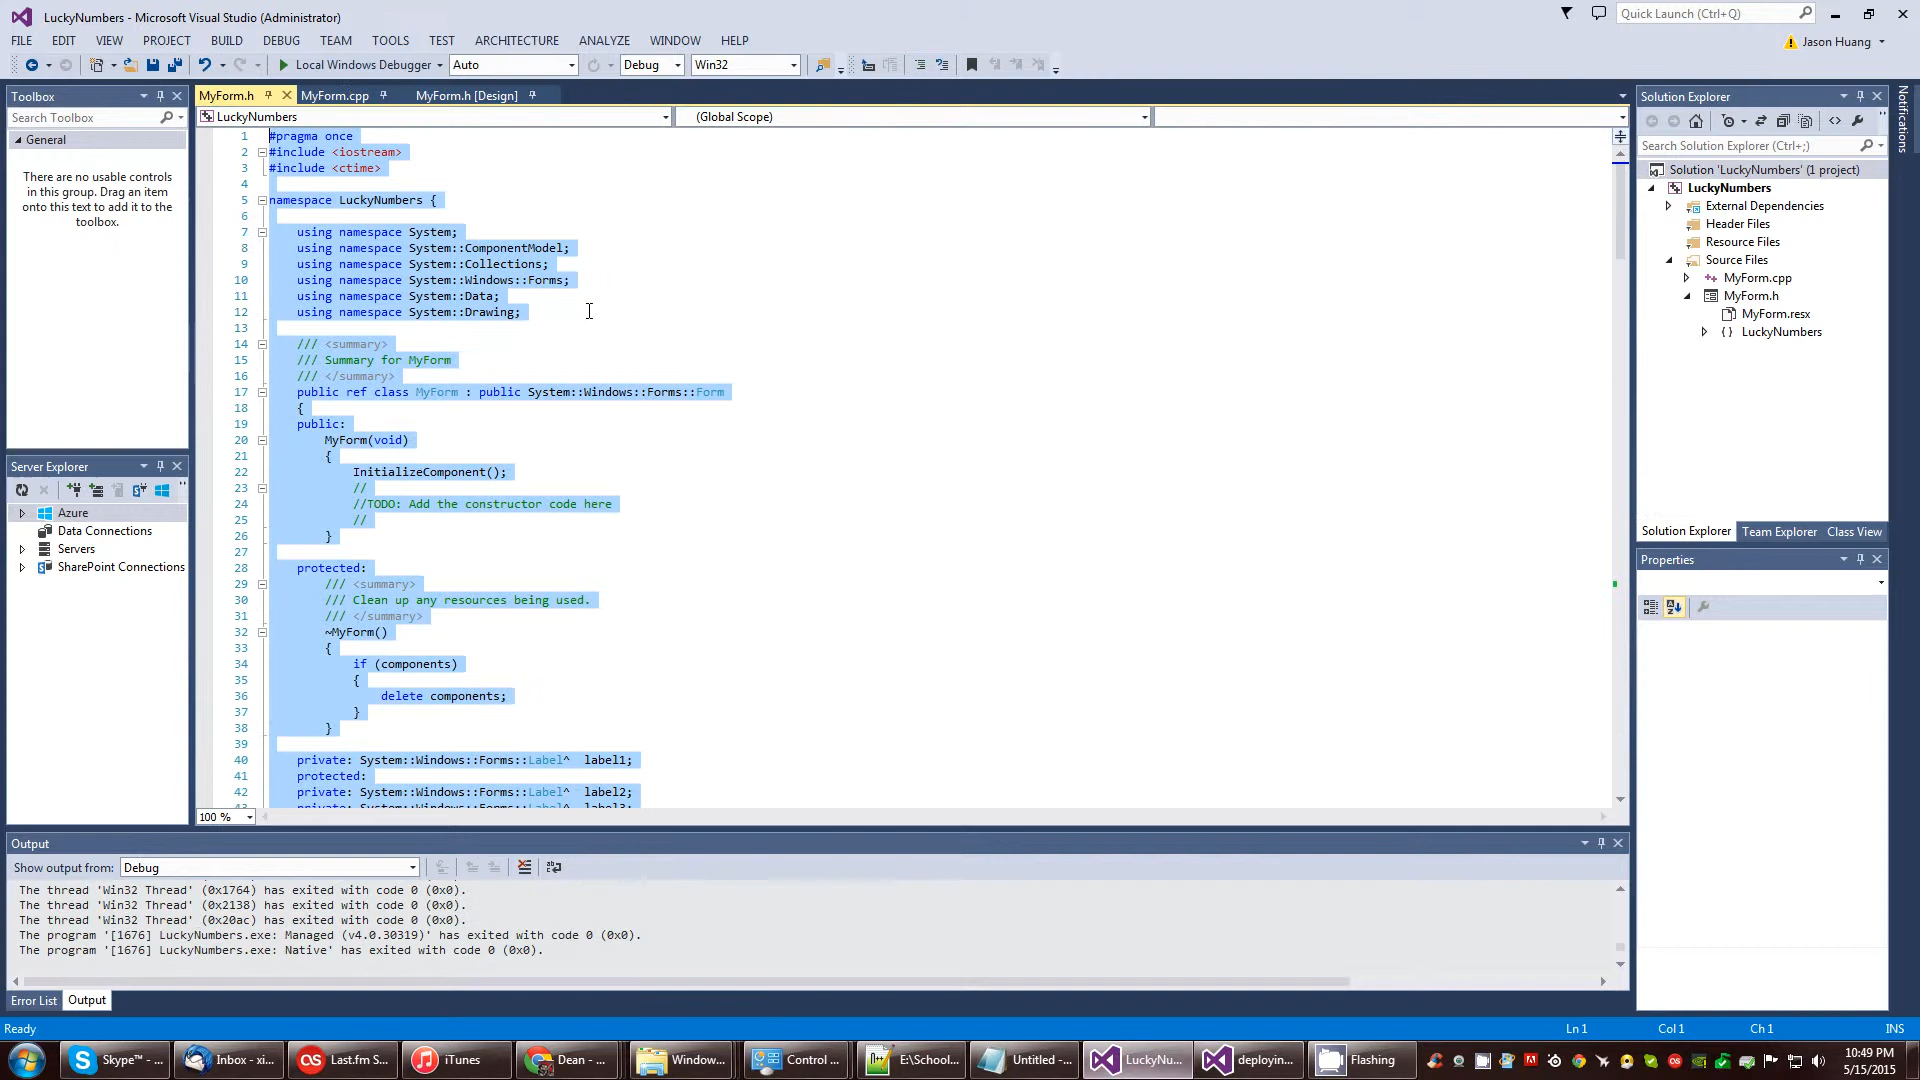 LuckyNumbers - Microsoft Visual Studio (Administrator)
Quick Launch (Ctrl+Q)
FILE EDIT VIEW PROJECT BUILD DEBUG TEAM TOOLS TEST ARCHITECTURE ANALYZE WINDOW HELP
Jason Huang
Local Windows Debugger Auto Debug Win32
Toolbox
Search Toolbox
General
There are no usable controls
in this group. Drag an item
onto this text to add it to the
toolbox.
Server Explorer
Azure
Data Connections
Servers
SharePoint Connections
MyForm.h MyForm.cpp MyForm.h [Design]
LuckyNumbers (Global Scope)
1 #pragma once
2 #include <iostream>
3 #include <ctime>
4
5 namespace LuckyNumbers {
6
7 using namespace System;
8 using namespace System::ComponentModel;
9 using namespace System::Collections;
10 using namespace System::Windows::Forms;
11 using namespace System::Data;
12 using namespace System::Drawing;
13
14 /// <summary>
15 /// Summary for MyForm
16 /// </summary>
17 public ref class MyForm : public System::Windows::Forms::Form
18 {
19 public:
20 MyForm(void)
21 {
22 InitializeComponent();
23 //
24 //TODO: Add the constructor code here
25 //
26 }
27
28 protected:
29 /// <summary>
30 /// Clean up any resources being used.
31 /// </summary>
32 ~MyForm()
33 {
34 if (components)
35 {
36 delete components;
37 }
38 }
39
40 private: System::Windows::Forms::Label^ label1;
41 protected:
42 private: System::Windows::Forms::Label^ label2;
43 private: System::Windows::Forms::Label^ label3;
100 %
Output
Show output from: Debug
The thread 'Win32 Thread' (0x1764) has exited with code 0 (0x0).
The thread 'Win32 Thread' (0x2138) has exited with code 0 (0x0).
The thread 'Win32 Thread' (0x20ac) has exited with code 0 (0x0).
The program '[1676] LuckyNumbers.exe: Managed (v4.0.30319)' has exited with code 0 (0x0).
The program '[1676] LuckyNumbers.exe: Native' has exited with code 0 (0x0).
Error List Output
Solution Explorer
Search Solution Explorer (Ctrl+;)
Solution 'LuckyNumbers' (1 project)
LuckyNumbers
External Dependencies
Header Files
Resource Files
Source Files
MyForm.cpp
MyForm.h
MyForm.resx
LuckyNumbers
Solution Explorer Team Explorer Class View
Properties
Notifications
Ready Ln 1 Col 1 Ch 1 INS
Skype™ - ... Inbox - xi... Last.fm S... iTunes Dean - ... Window... Control ... E:\School... Untitled -... LuckyNu... deployin... Flashing
10:49 PM
5/15/2015